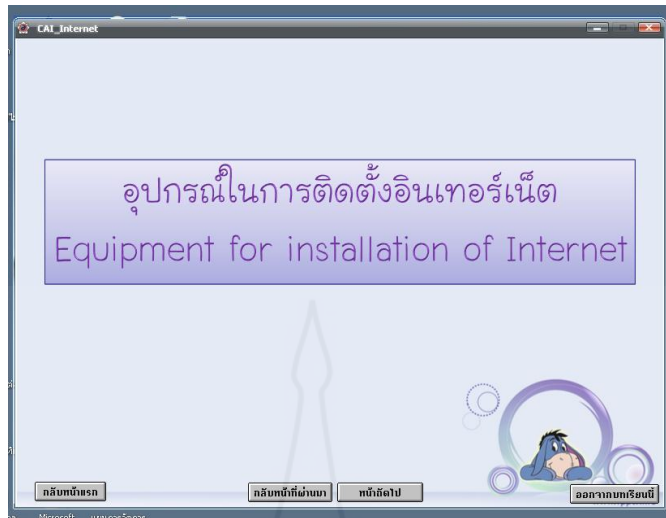 CAI_Internet
อุปกรณ์ในการติดตั้งอินเทอร์เน็ต
Equipment for installation of Internet
กลับหน้าแรก
กลับหน้าที่ผ่านมา
หน้าถัดไป
ออกจากบทเรียนนี้
Microsoft